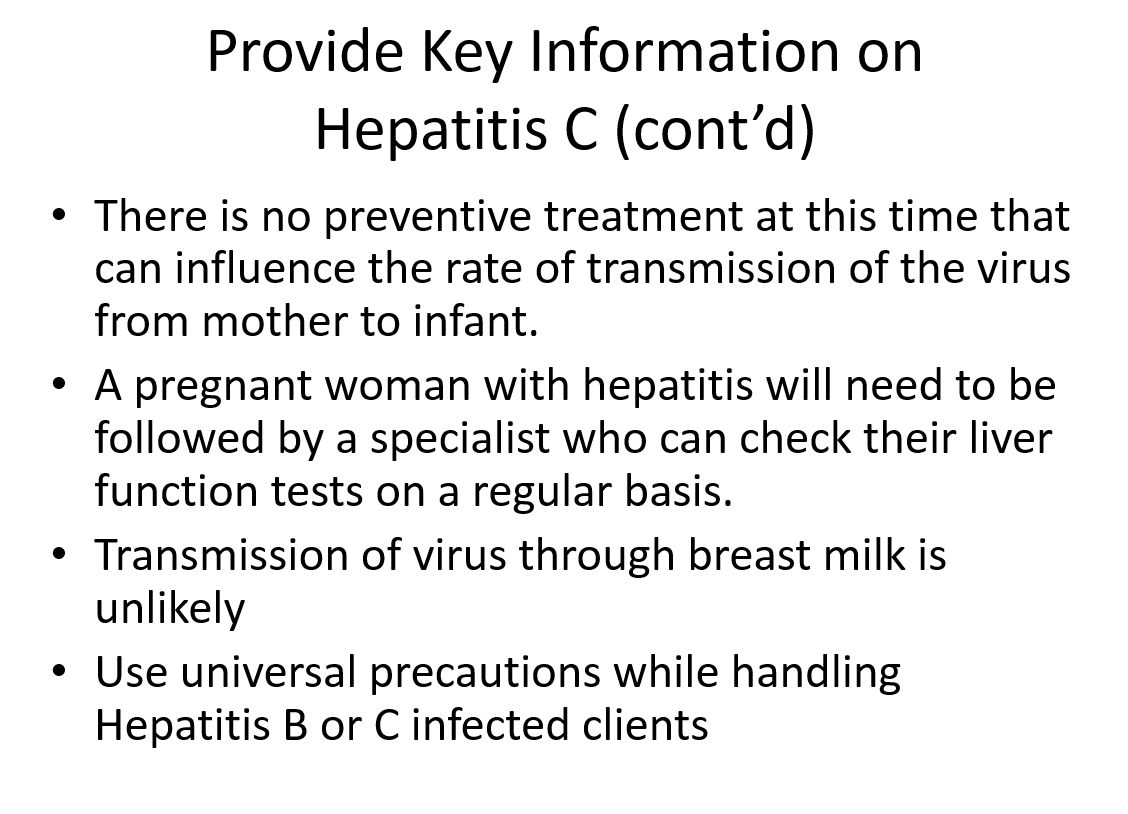 Provide Key Information on
Hepatitis C (cont’d)
• There is no preventive treatment at this time that
can influence the rate of transmission of the virus
from mother to infant.
• A pregnant woman with hepatitis will need to be
followed by a specialist who can check their liver
function tests on a regular basis.
• Transmission of virus through breast milk is
unlikely
• Use universal precautions while handling
Hepatitis B or C infected clients